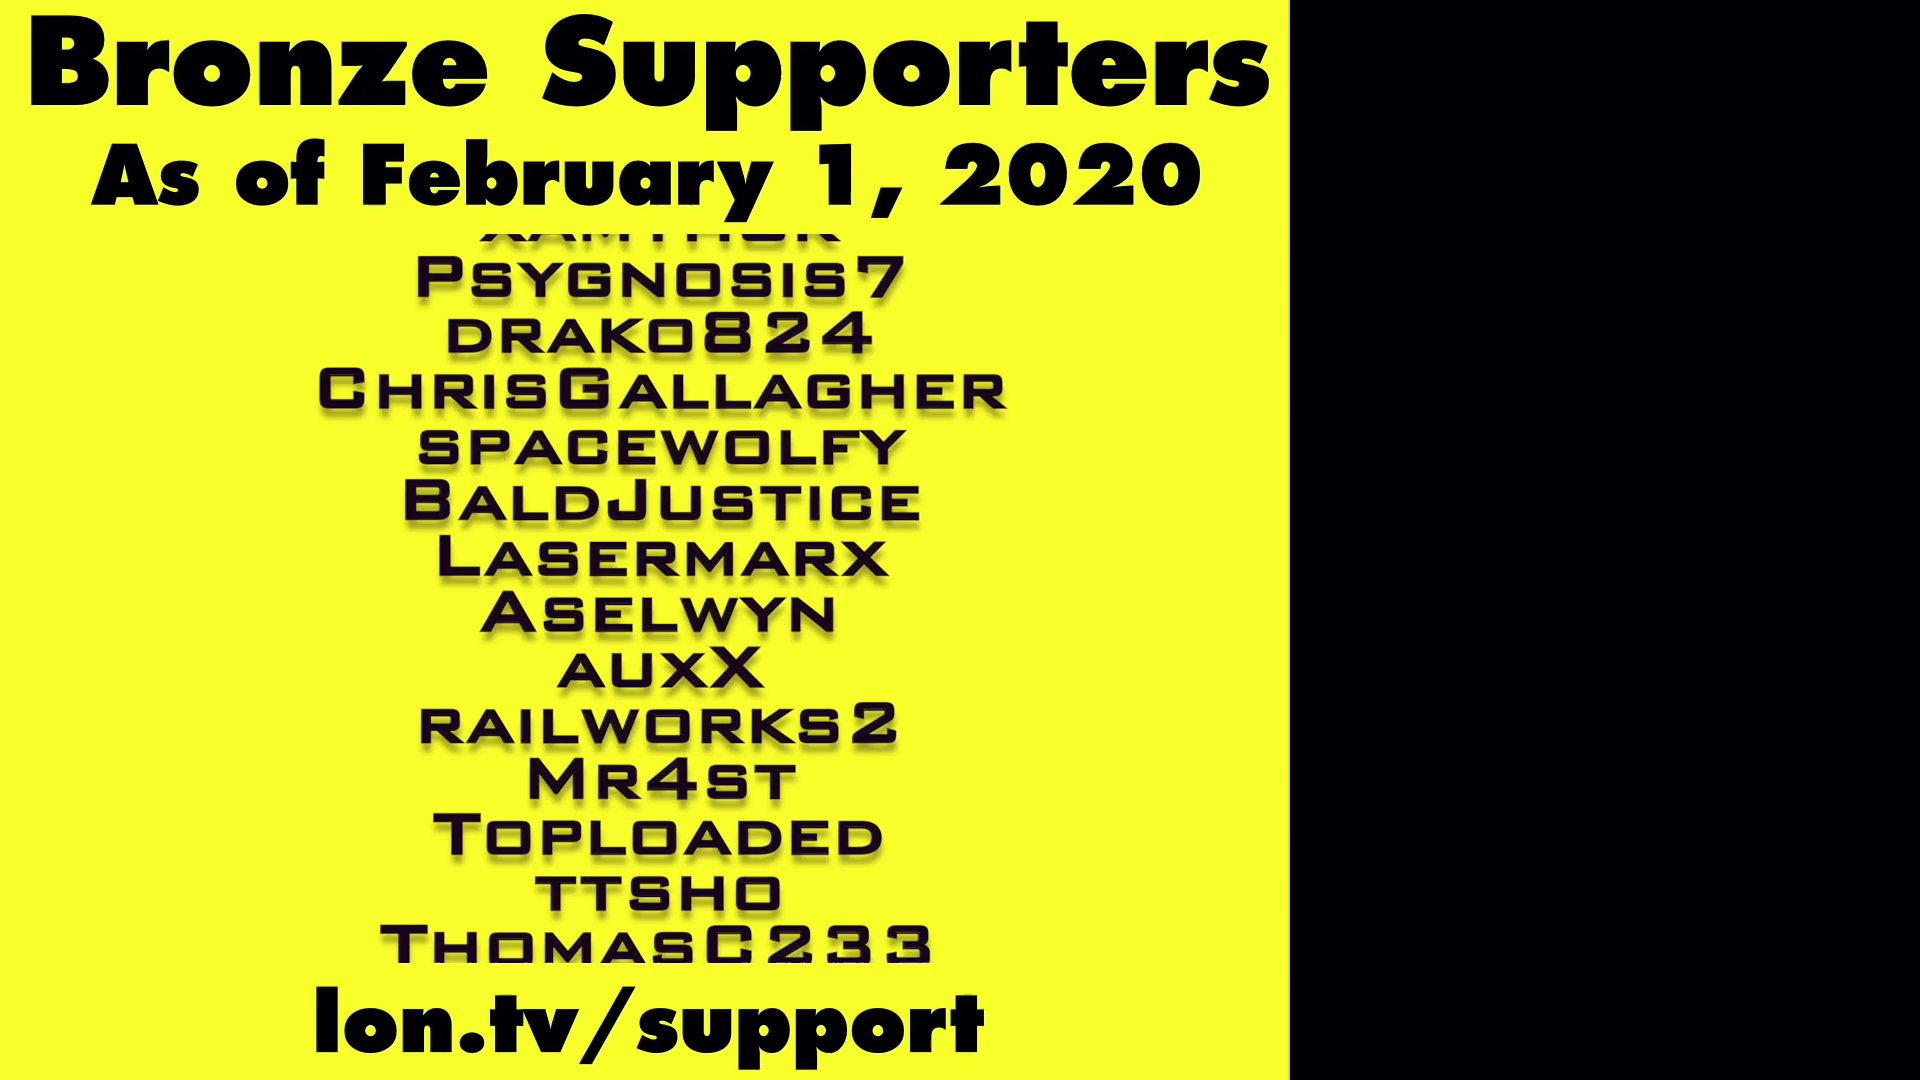 Bronze Supporters
As of February 1, 2020
Psygnosis7
drako824
ChrisGallagher
spacewolfy
BaldJustice
Lasermarx
Aselwyn
auxX
railworks2
Mr4st
Toploaded
ttsho
ThomasC233
lon.tv/support